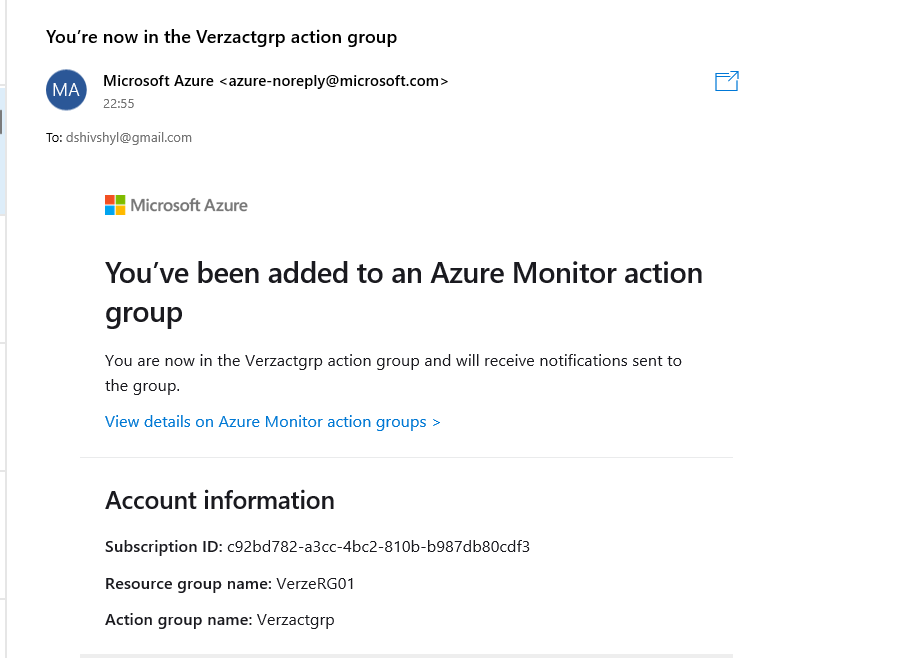 You're now in the Verzactgrp action group
MA
Microsoft Azure <azure-noreply@microsoft.com>
22:55
To: dshivshyl@gmail.com
Microsoft Azure
You've been added to an Azure Monitor action
group
You are now in the Verzactgrp action group and will receive notifications sent to
the group.
View details on Azure Monitor action groups >
Account information
Subscription ID: c92bd782-a3cc-4bc2-810b-b987db80cdf3
Resource group name: VerzeRG01
Action group name: Verzactgrp